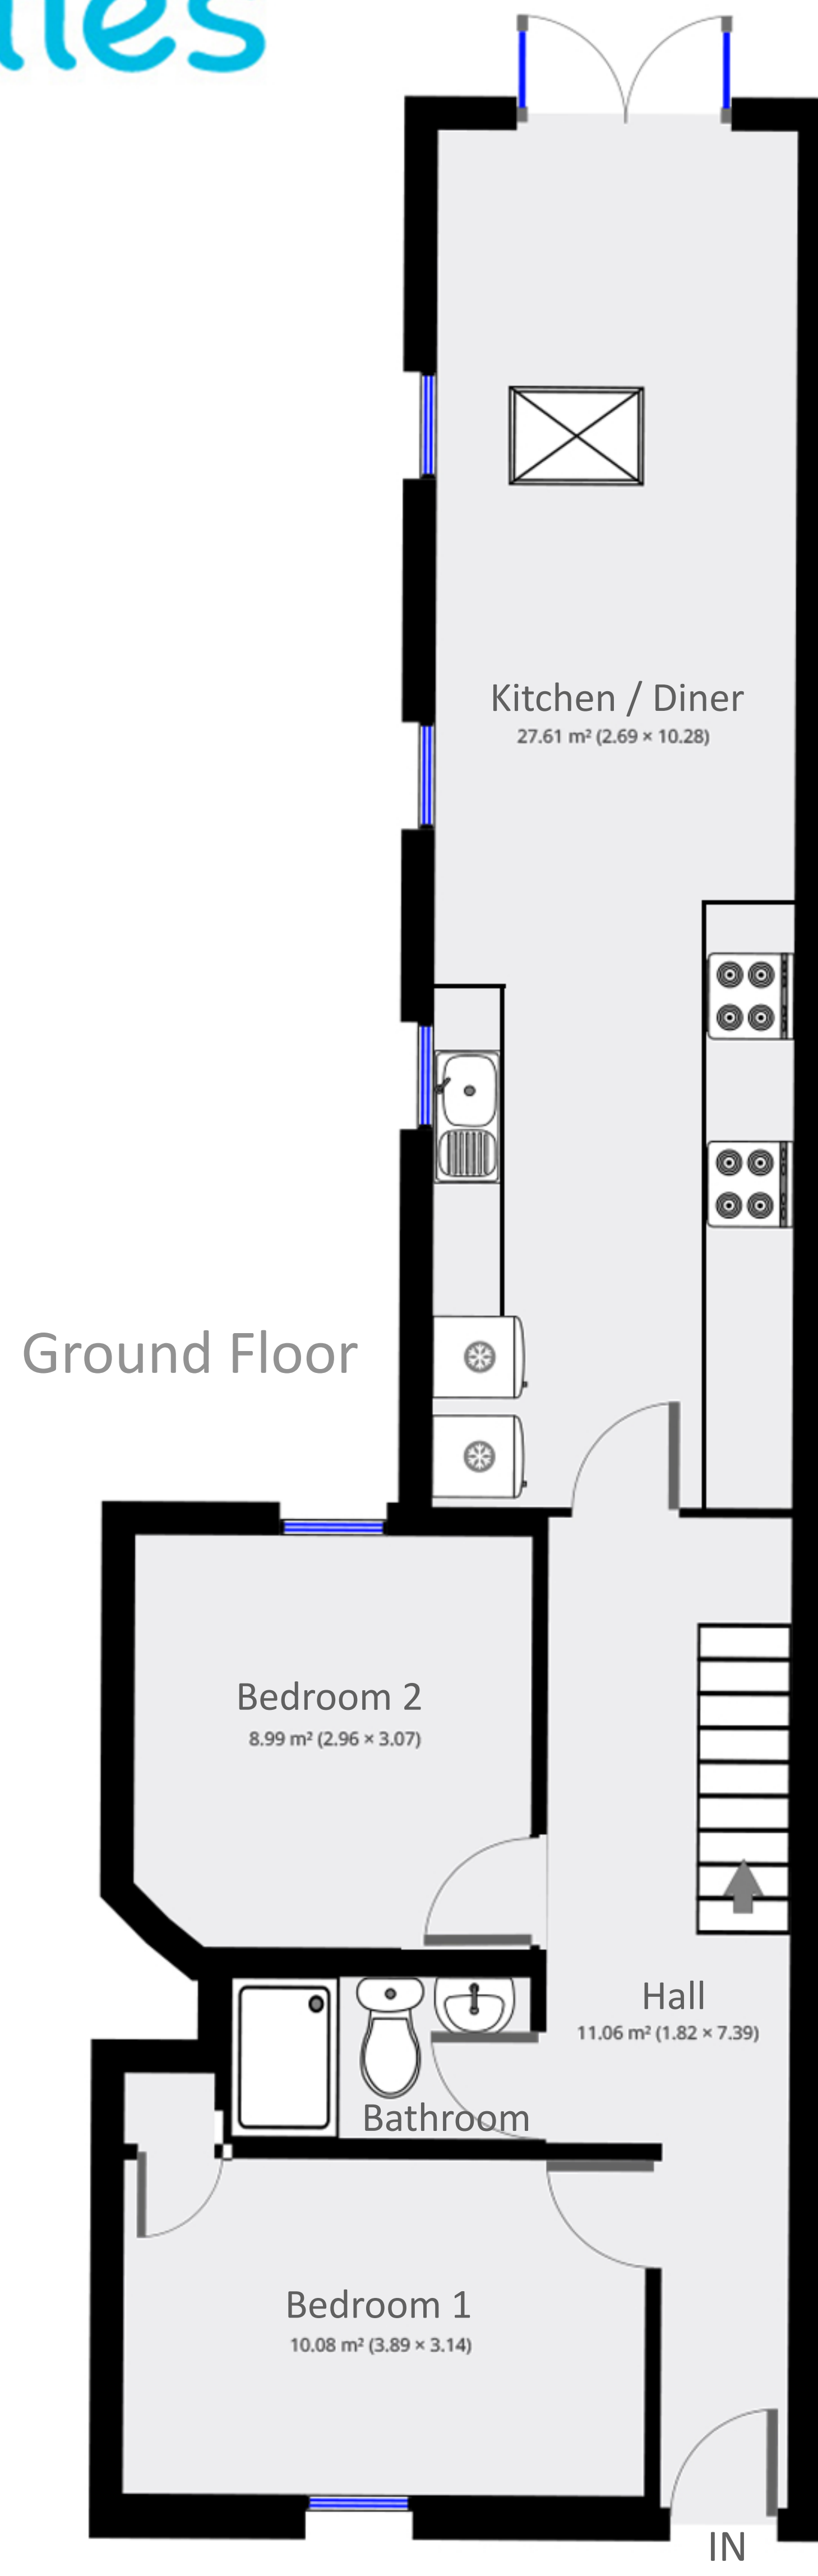 Kitchen / Diner
27.61 m² (2.69 × 10.28)
Ground Floor
Bedroom 2
8.99 m² (2.96 × 3.07)
Hall
11.06 m² (1.82 × 7.39)
Bathroom
Bedroom 1
10.08 m² (3.89 × 3.14)
IN